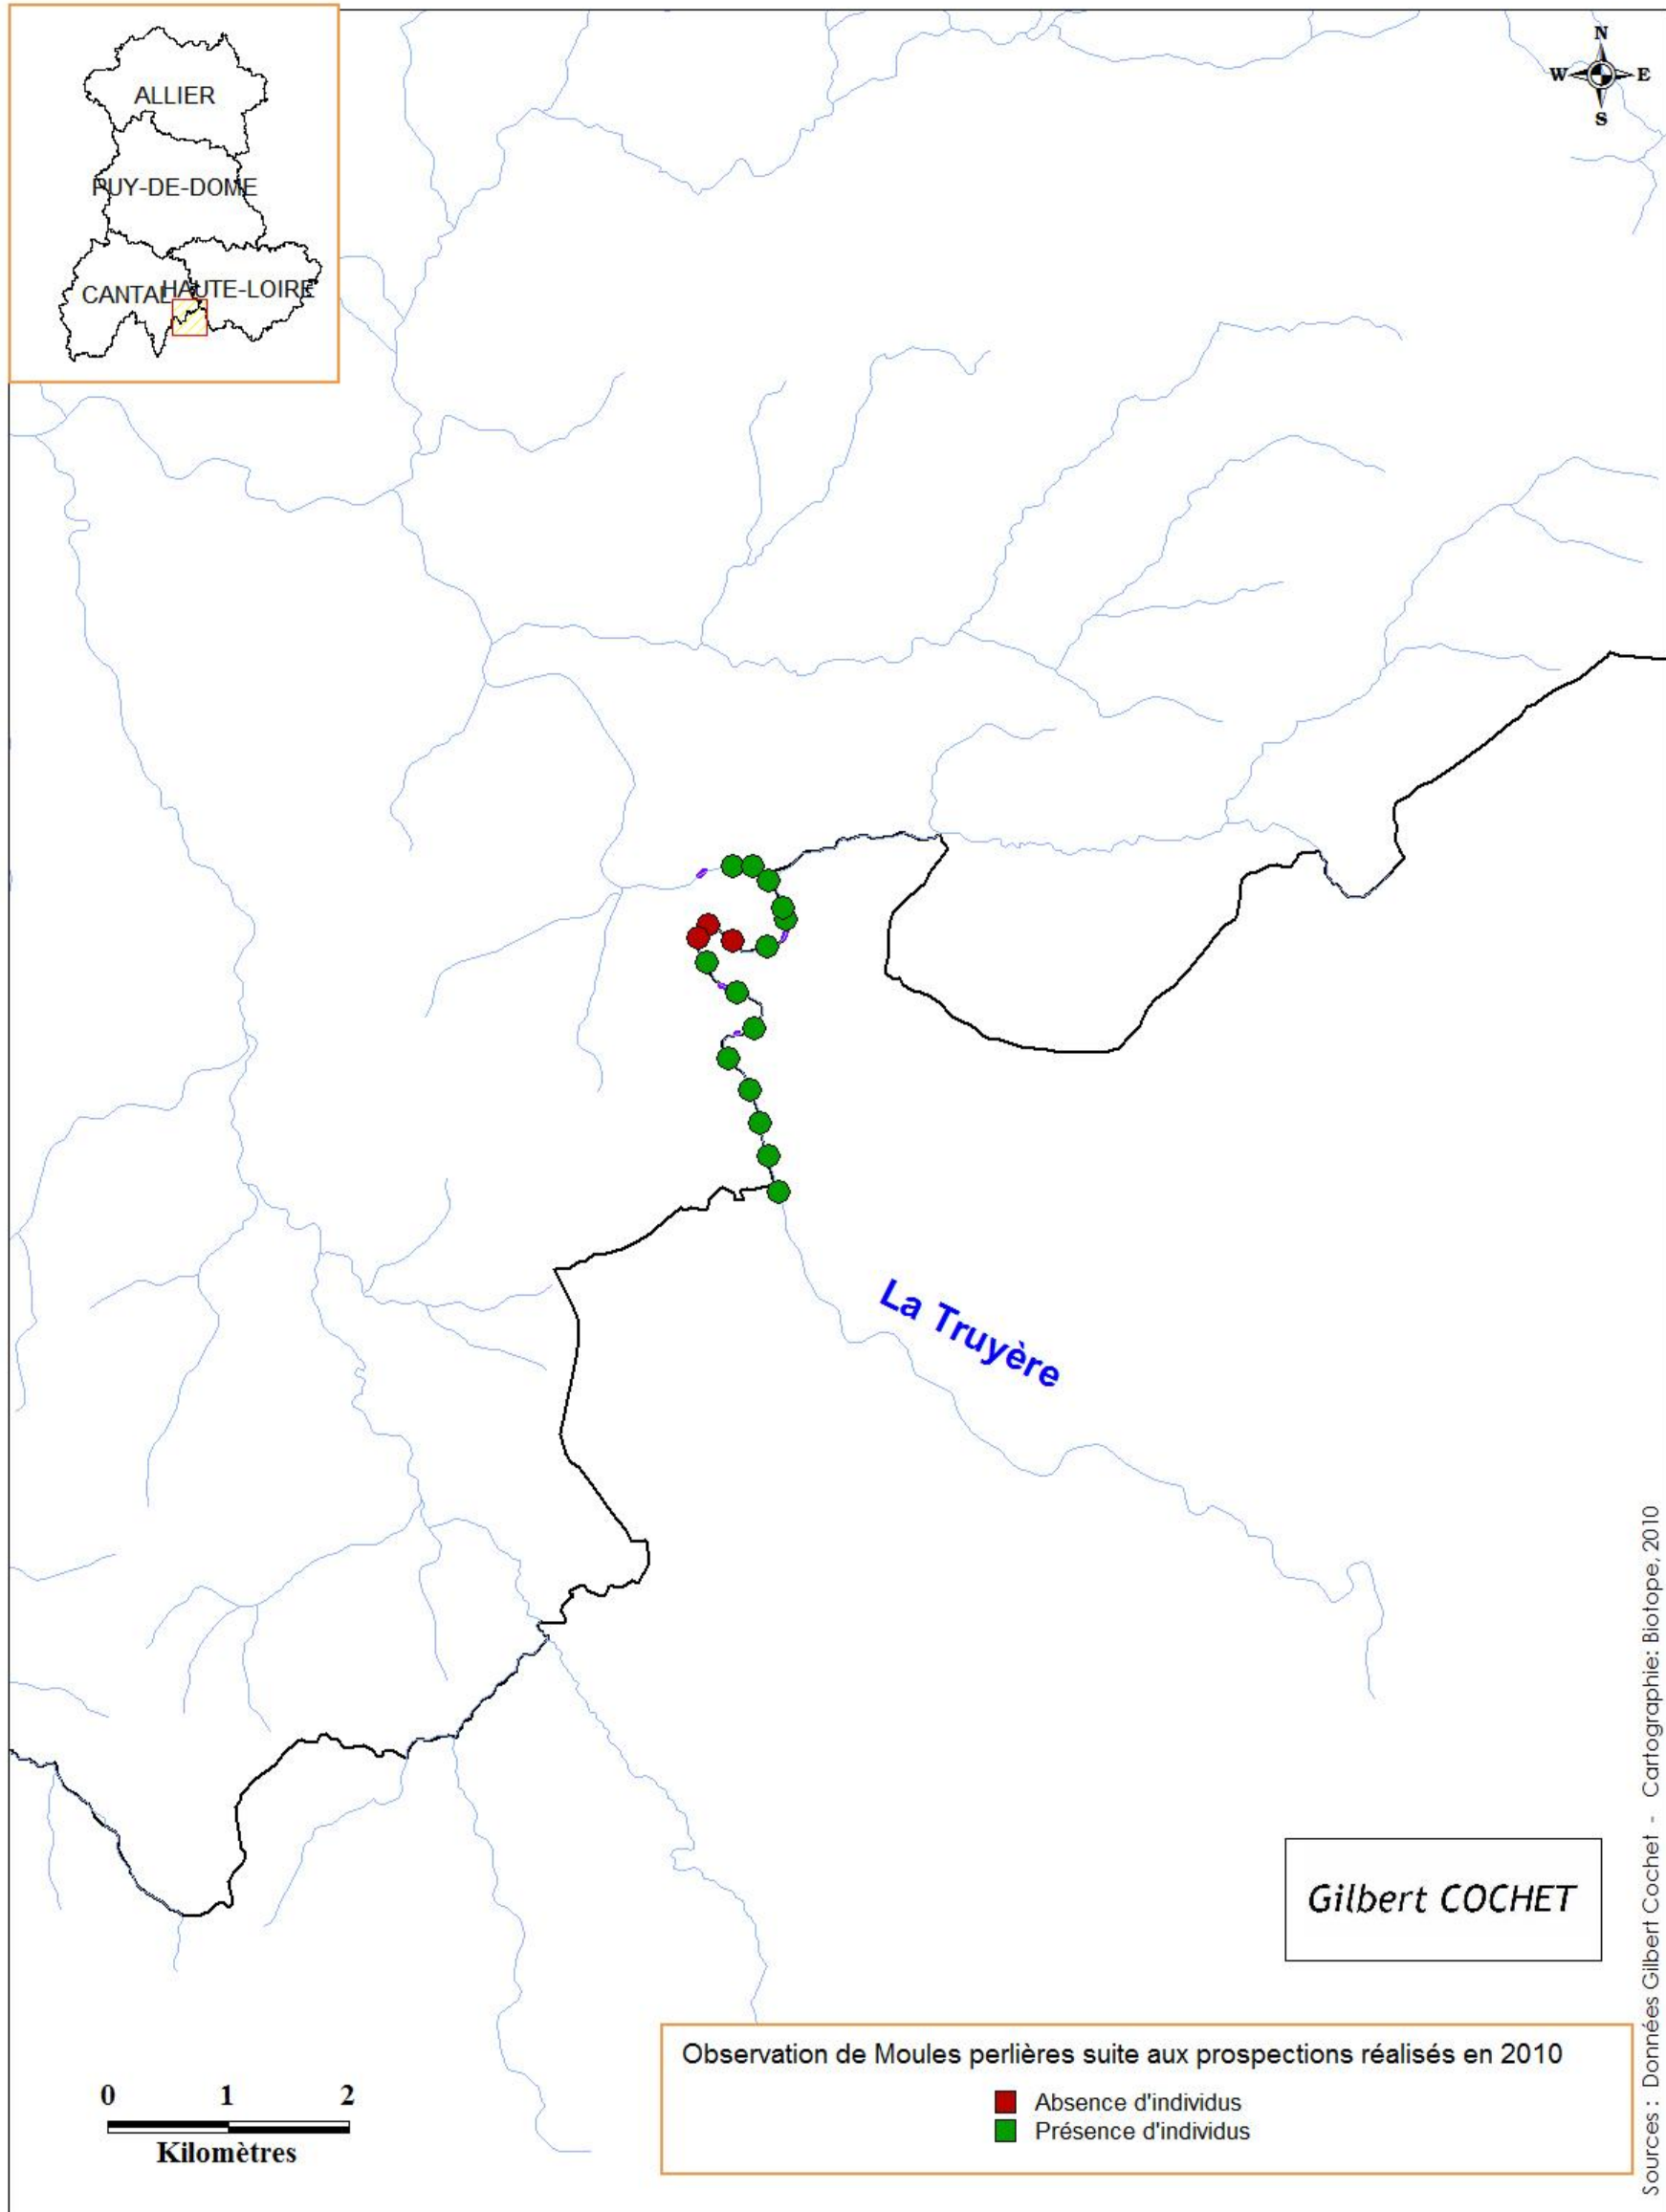 ALLIER
PUY-DE-DOME
CANTAL
HAUTE-LOIRE
N
W
E
S
La Truyère
Gilbert COCHET
Observation de Moules perlières suite aux prospections réalisés en 2010
Absence d'individus
Présence d'individus
0 1 2
Kilomètres
Sources : Données Gilbert Cochet - Cartographie: Biotope, 2010